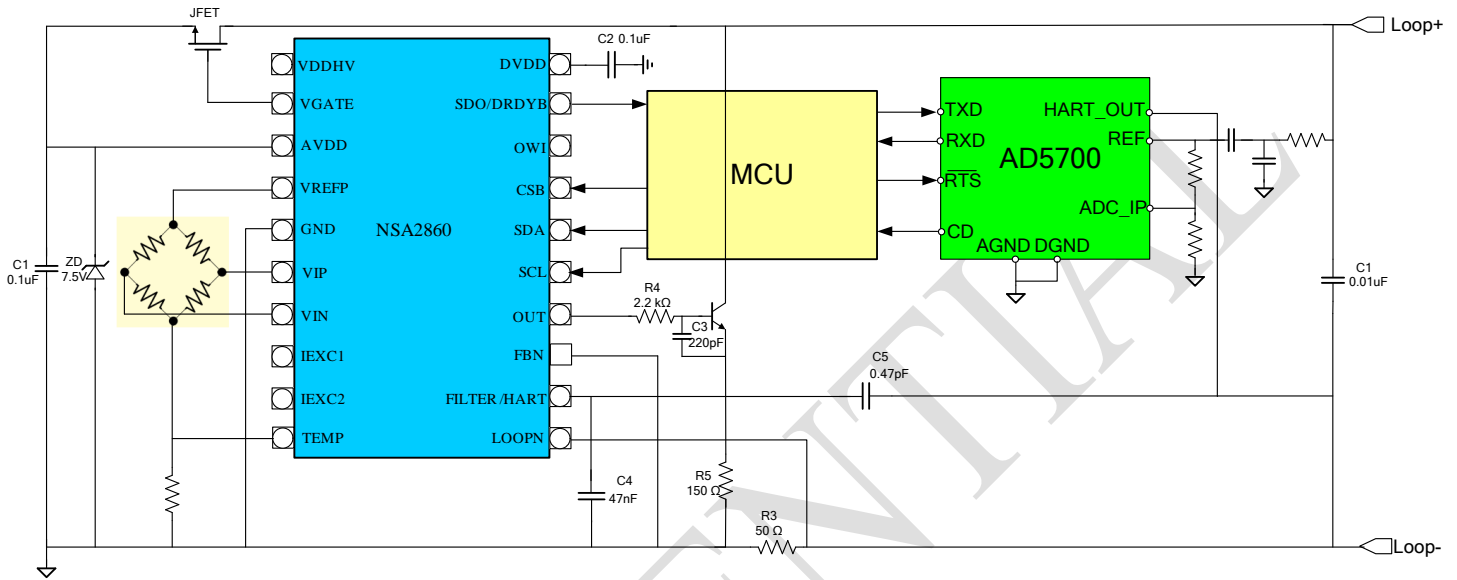 JFET
Loop+
C2 0.1uF
VDDHV
DVDD
VGATE
SDO/DRDYB
AVDD
OWI
VREFP
CSB
GND
NSA2860
SDA
VIP
SCL
VIN
OUT
IEXC1
FBN
IEXC2
FILTER/HART
TEMP
LOOPN
MCU
TXD
HART_OUT
RXD
REF
AD5700
RTS
ADC_IP
CD
AGND DGND
C1
0.1uF
ZD
7.5V
R4
2.2 kΩ
C3
220pF
C1
0.01uF
C5
0.47pF
C4
47nF
R5
150 Ω
R3
50 Ω
Loop-
ENTIAL